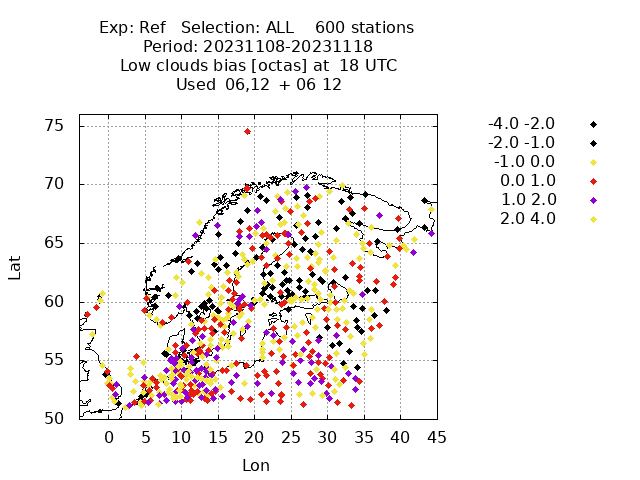 Exp: Ref Selection: ALL 600 stations
Period: 20231108-20231118
Low clouds bias [octas] at 18 UTC
Used 06,12 + 06 12
-4.0 -2.0
-2.0 -1.0
-1.0 0.0
0.0 1.0
1.0 2.0
2.0 4.0
75
70
65
60
55
50
Lat
0 5 10 15 20 25 30 35 40 45
Lon